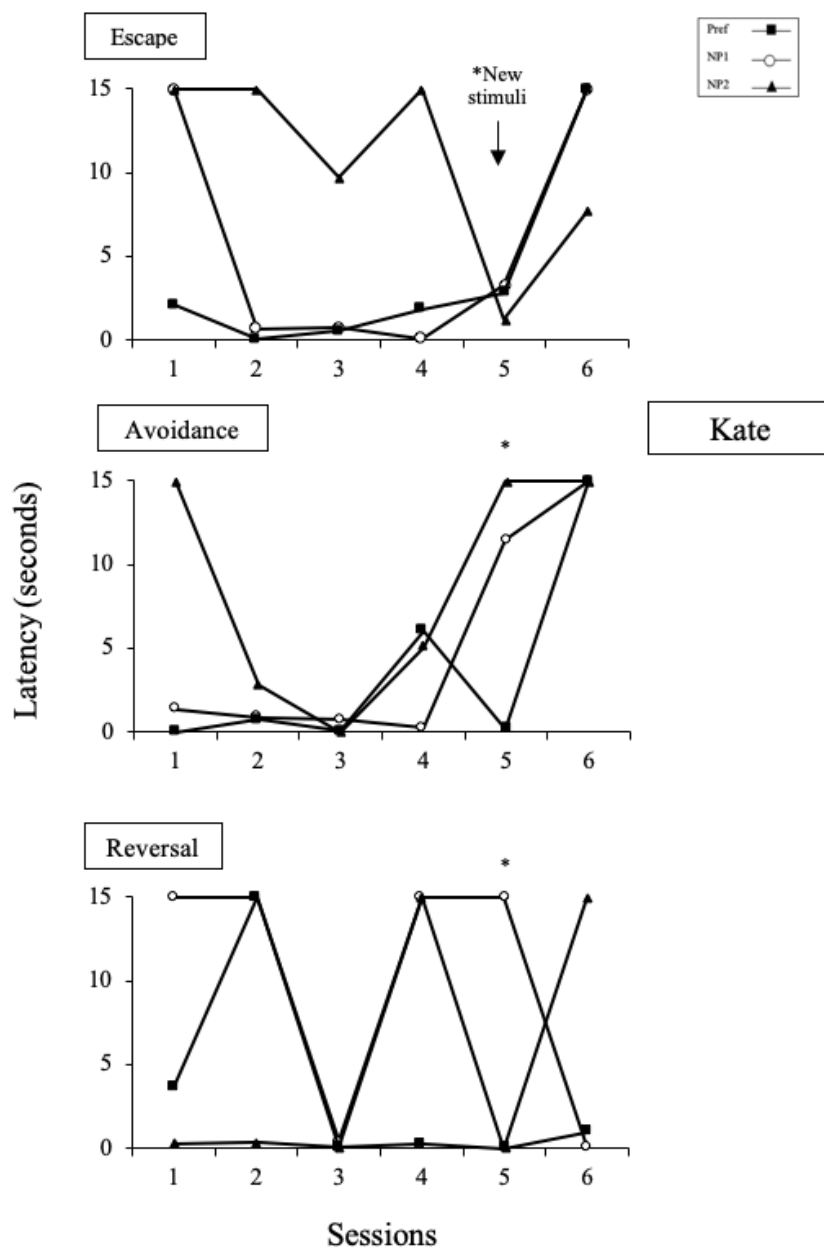 Escape
Pref
NP1
NP2
*New
stimuli
15
10
5
0
1 2 3 4 5 6
Avoidance
*
Kate
15
10
5
0
1 2 3 4 5 6
Latency (seconds)
Reversal
*
15
10
5
0
1 2 3 4 5 6
Sessions